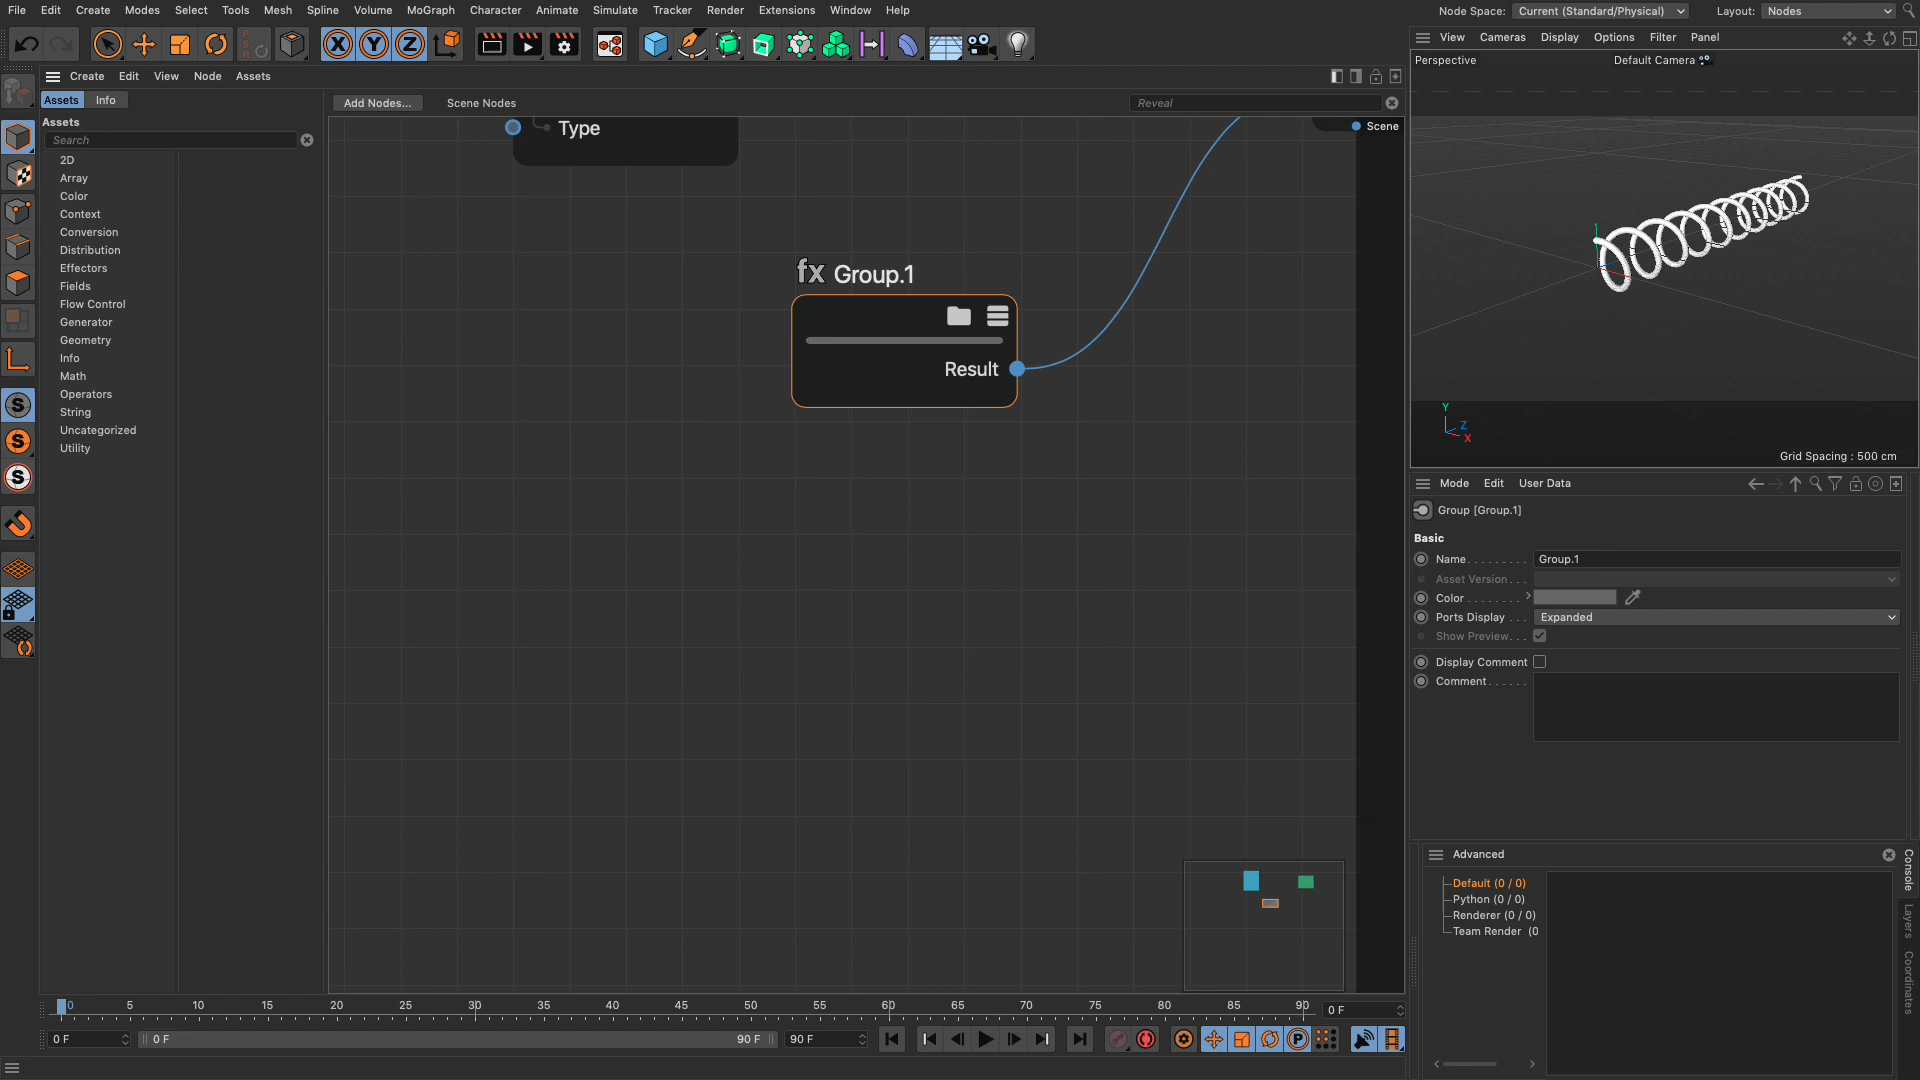 File Edit Create Modes Select Tools Mesh Spline Volume MoGraph Character Animate Simulate Tracker Render Extensions Window Help
Node Space: Current (Standard/Physical) Layout: Nodes
X Y Z
PSR
View Cameras Display Options Filter Panel
Perspective Default Camera
Create Edit View Node Assets
Assets Info
Add Nodes... Scene Nodes Reveal
Assets
Search
2D
Array
Color
Context
Conversion
Distribution
Effectors
Fields
Flow Control
Generator
Geometry
Info
Math
Operators
String
Uncategorized
Utility
S
S
S
Type
Scene
fx Group.1
Result
Y
Z
X
Grid Spacing : 500 cm
Mode Edit User Data
Group [Group.1]
Basic
Name. . . . . . . . . Group.1
Asset Version . . .
Color . . . . . . . .
Ports Display . . . Expanded
Show Preview. . .
Display Comment
Comment. . . . . .
Advanced
Default (0 / 0)
Python (0 / 0)
Renderer (0 / 0)
Team Render (0
Console
Layers
Coordinates
0 5 10 15 20 25 30 35 40 45 50 55 60 65 70 75 80 85 90 0 F
0 F 0 F 90 F 90 F P